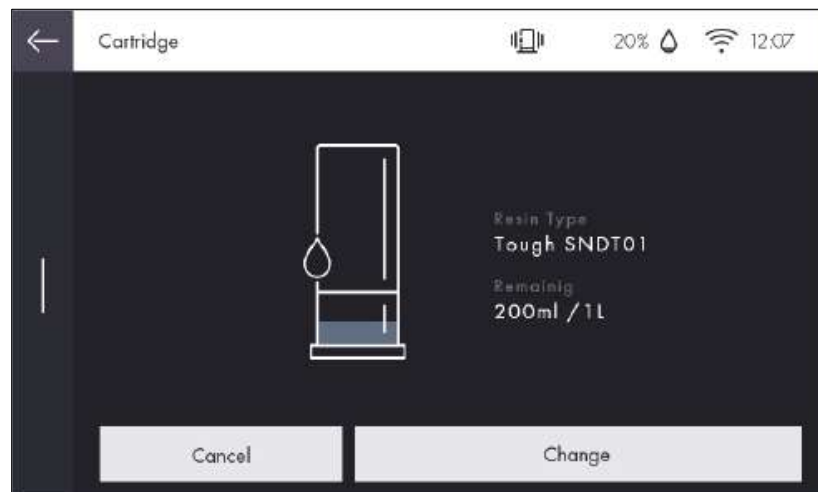 Cartridge
20%
12:07
Resin Type
Tough SNDT01
Remainig
200ml / 1L
Cancel
Change